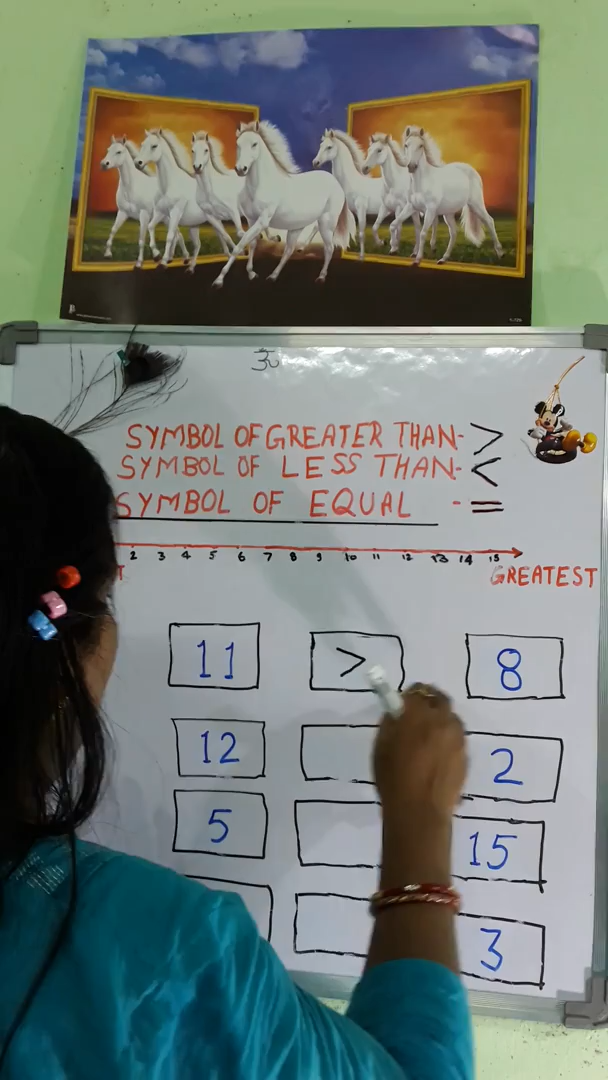 ॐ
SYMBOL OF GREATER THAN- >
SYMBOL OF LESS THAN- <
SYMBOL OF EQUAL - =
2 3 4 5 6 7 8 9 10 11 12 13 14 15
GREATEST
11 > 8
12 2
5 15
3